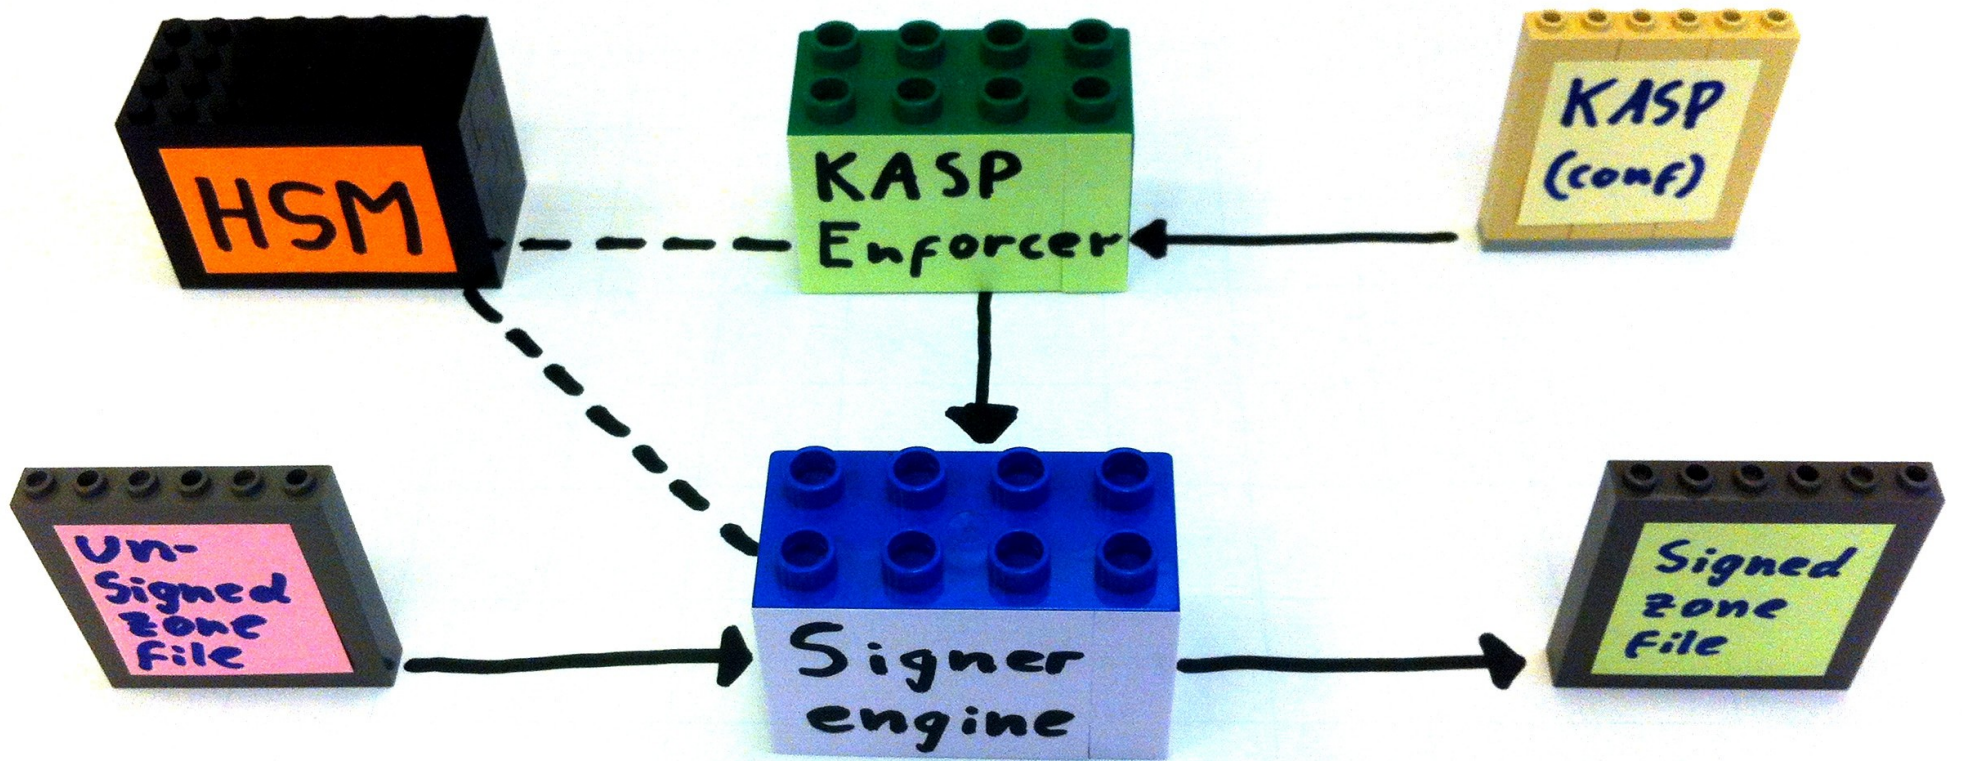 HSM
KASP
Enforcer
KASP
(conf)
Un-
signed
zone
file
Signer
engine
Signed
zone
file